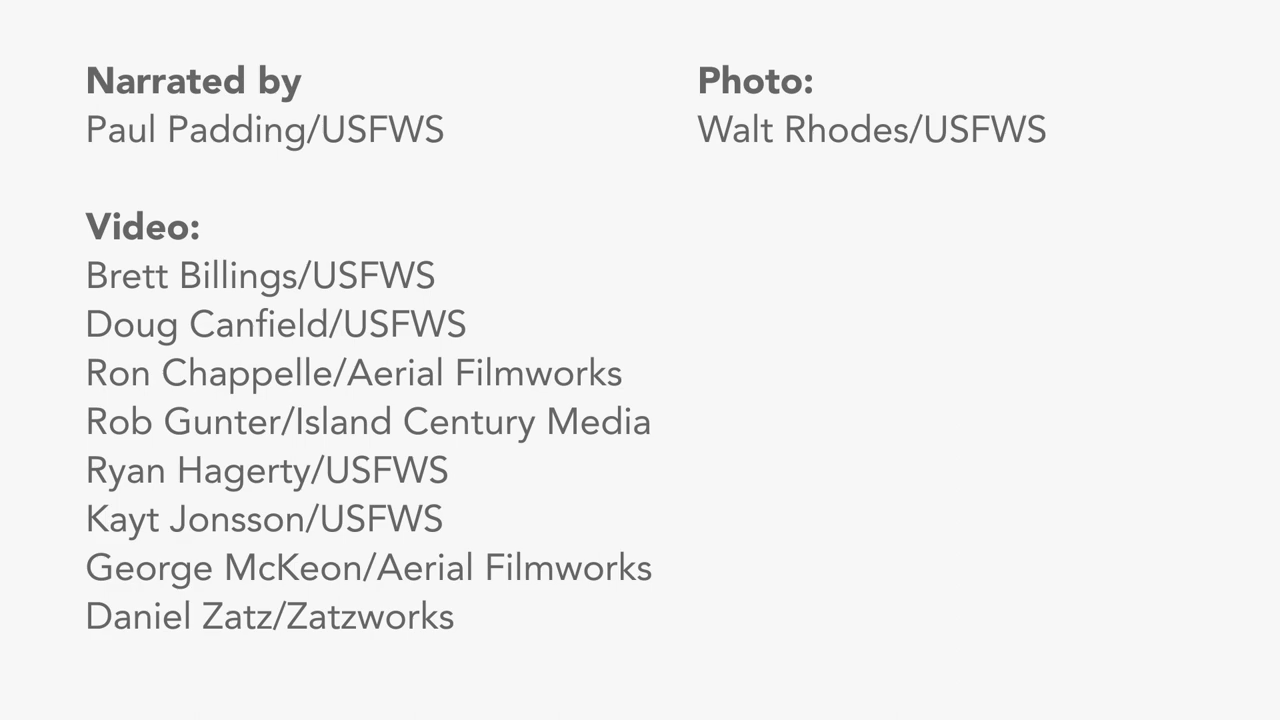 Narrated by
Paul Padding/USFWS
Video:
Brett Billings/USFWS
Doug Canfield/USFWS
Ron Chappelle/Aerial Filmworks
Rob Gunter/Island Century Media
Ryan Hagerty/USFWS
Kayt Jonsson/USFWS
George McKeon/Aerial Filmworks
Daniel Zatz/Zatzworks
Photo:
Walt Rhodes/USFWS